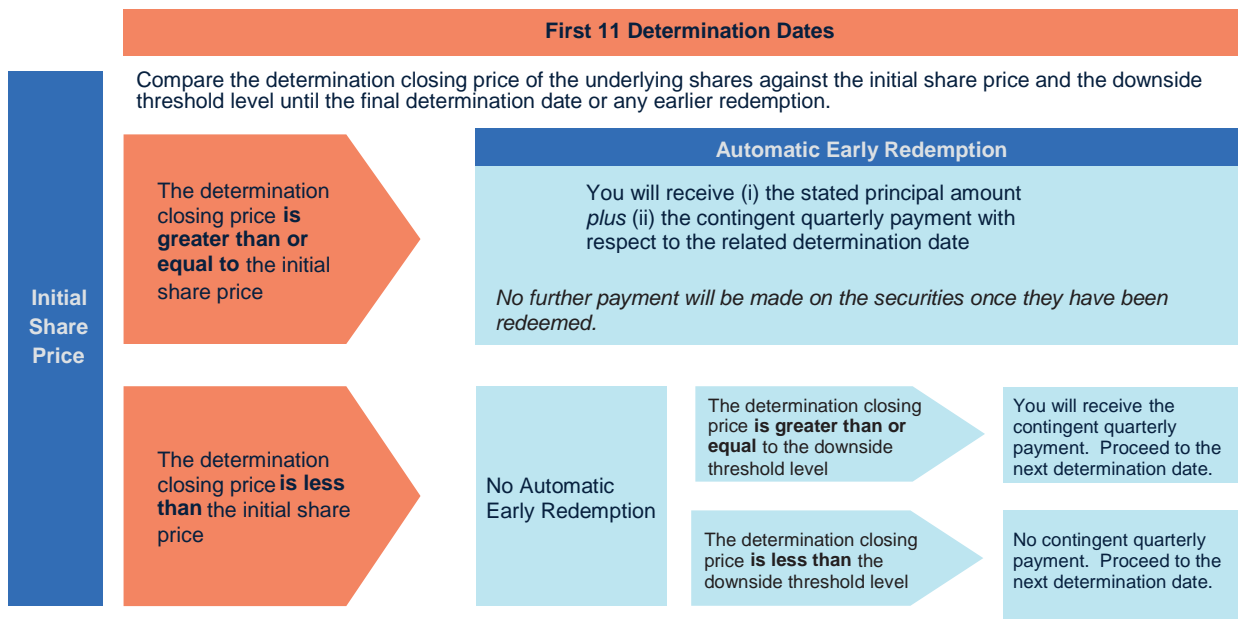 First 11 Determination Dates
Compare the determination closing price of the underlying shares against the initial share price and the downside
threshold level until the final determination date or any earlier redemption.
Initial
Share
Price
The determination
closing price is
greater than or
equal to the initial
share price
Automatic Early Redemption
You will receive (i) the stated principal amount
plus (ii) the contingent quarterly payment with
respect to the related determination date
No further payment will be made on the securities once they have been
redeemed.
The determination
closing price is less
than the initial share
price
No Automatic
Early Redemption
The determination closing
price is greater than or
equal to the downside
threshold level
You will receive the
contingent quarterly
payment.  Proceed to the
next determination date.
The determination closing
price is less than the
downside threshold level
No contingent quarterly
payment.  Proceed to the
next determination date.